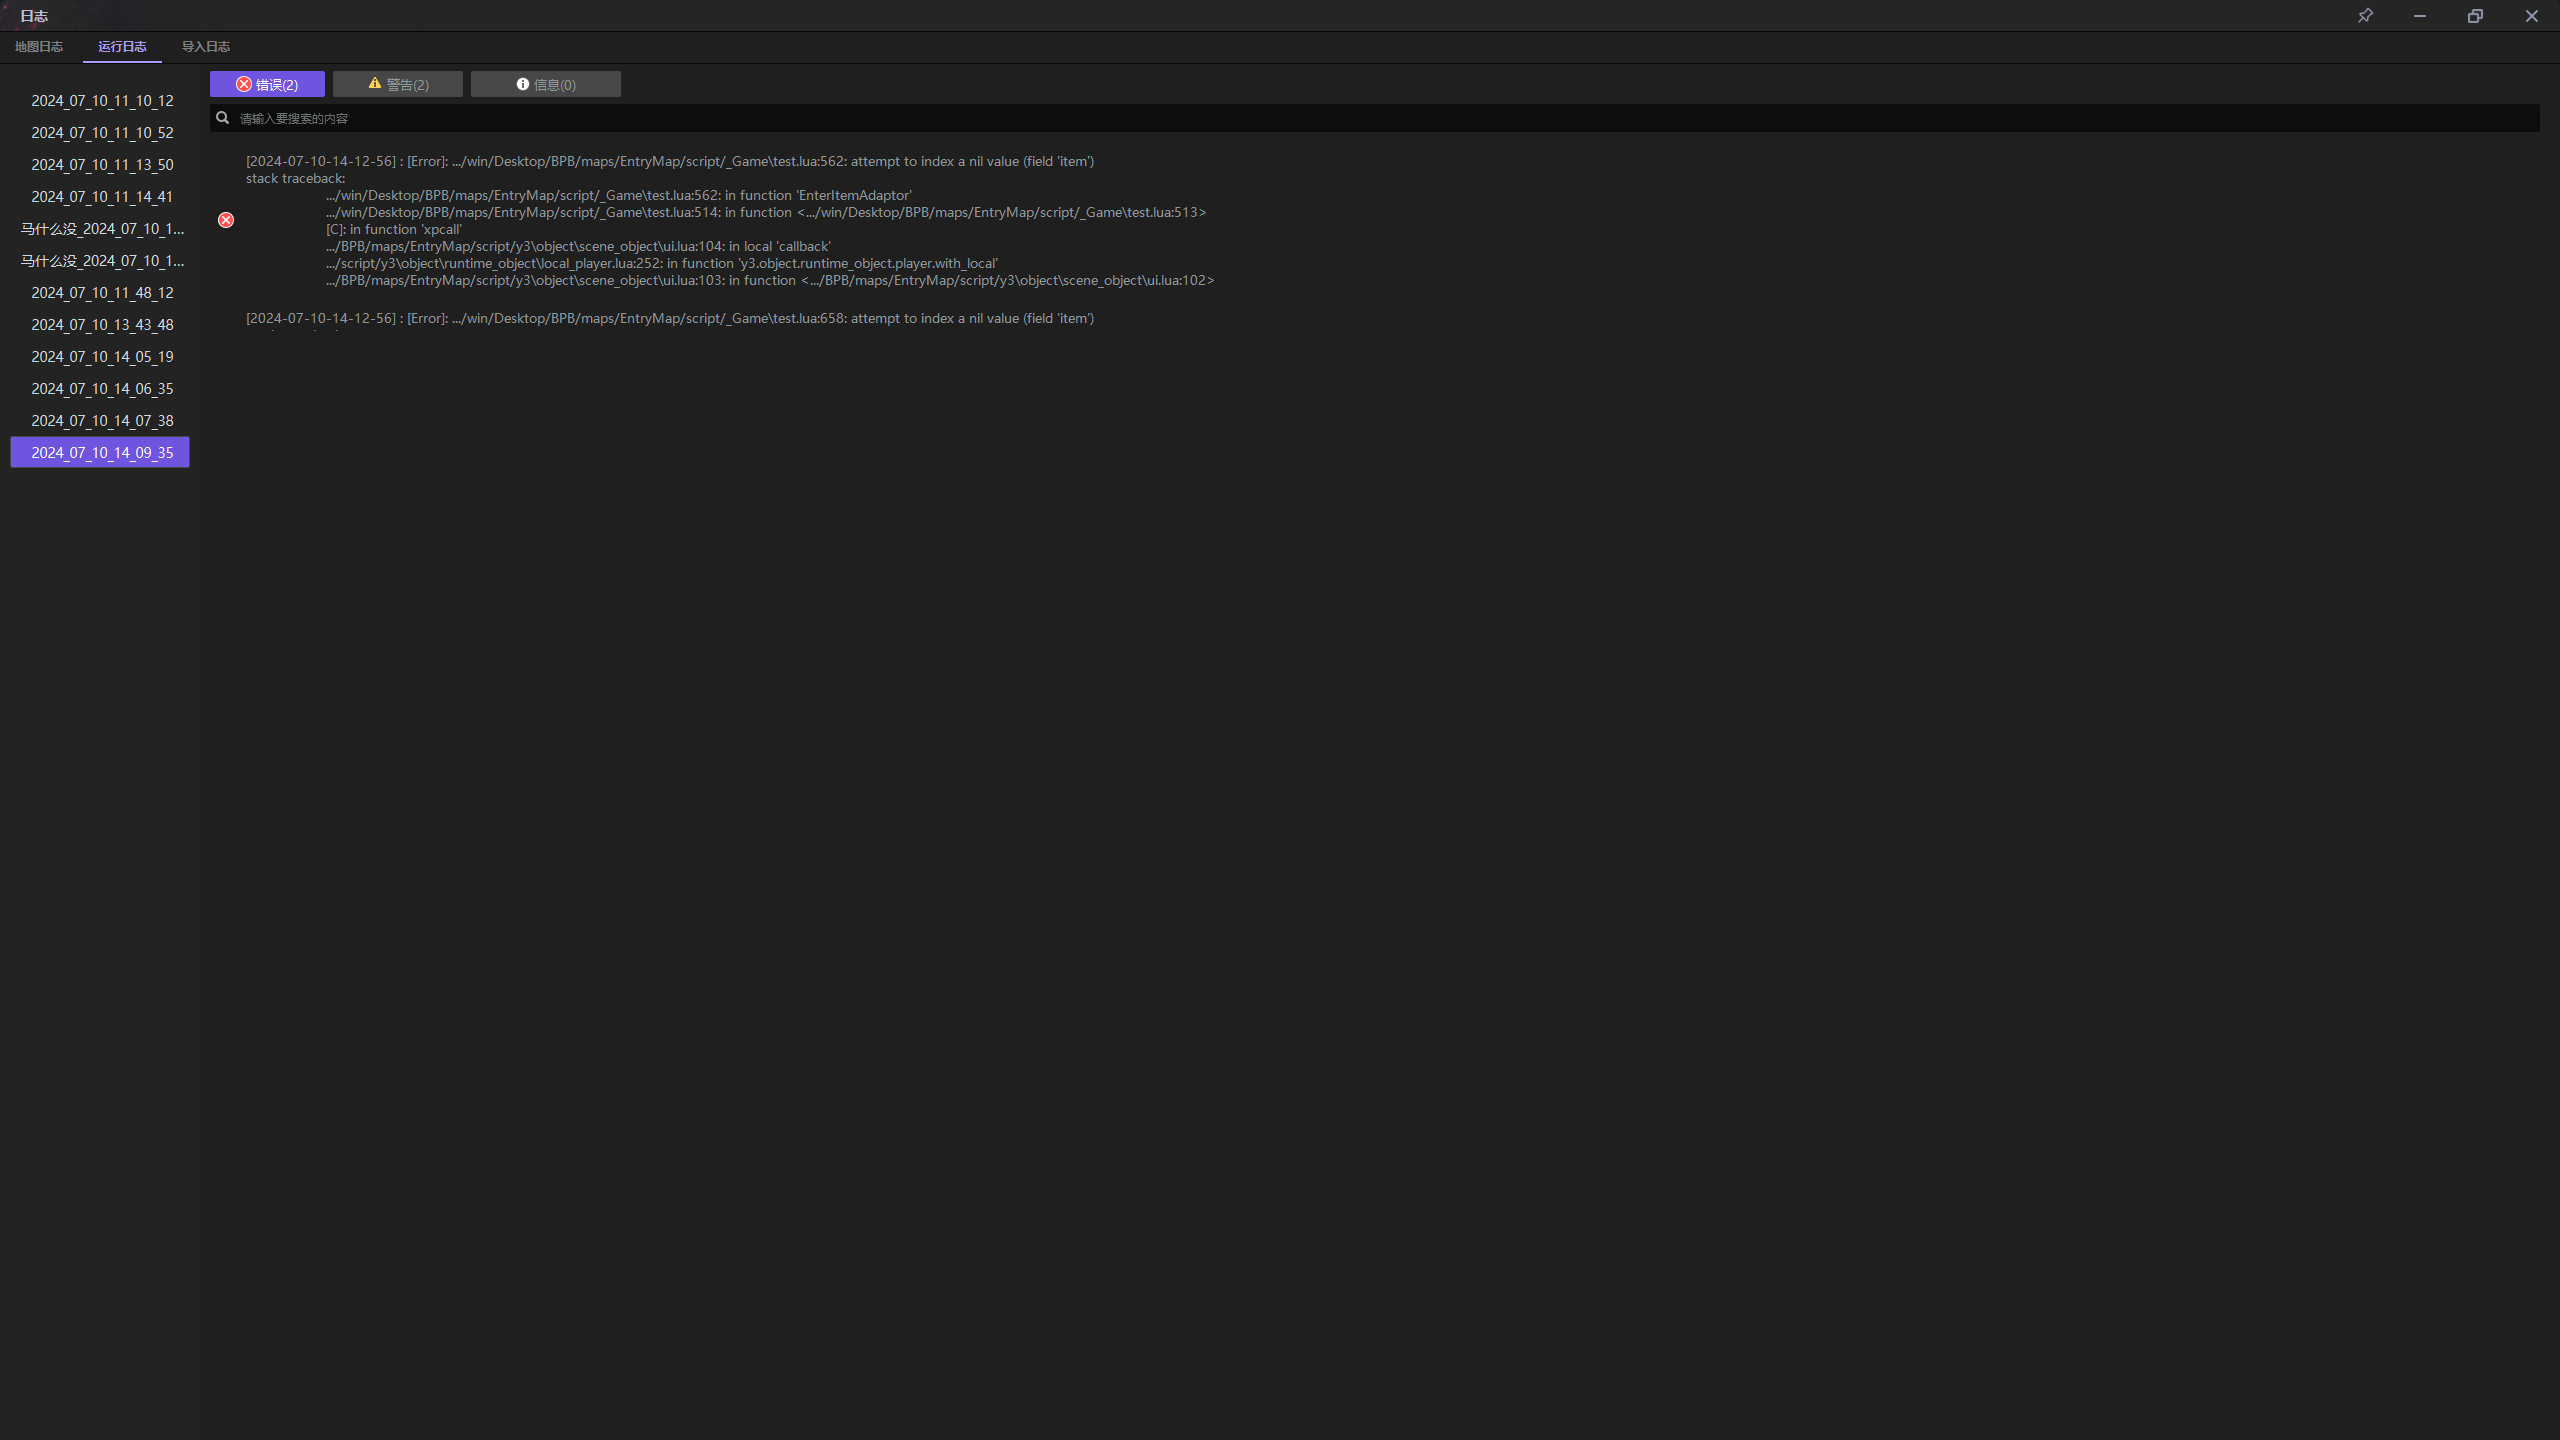 日志
地图日志 运行日志 导入日志
错误(2) 警告(2) 信息(0)
请输入要搜索的内容
2024_07_10_11_10_12
2024_07_10_11_10_52
2024_07_10_11_13_50
2024_07_10_11_14_41
马什么没_2024_07_10_1...
马什么没_2024_07_10_1...
2024_07_10_11_48_12
2024_07_10_13_43_48
2024_07_10_14_05_19
2024_07_10_14_06_35
2024_07_10_14_07_38
2024_07_10_14_09_35
[2024-07-10-14-12-56] : [Error]: .../win/Desktop/BPB/maps/EntryMap/script/_Game\test.lua:562: attempt to index a nil value (field 'item')
stack traceback:
.../win/Desktop/BPB/maps/EntryMap/script/_Game\test.lua:562: in function 'EnterItemAdaptor'
.../win/Desktop/BPB/maps/EntryMap/script/_Game\test.lua:514: in function <.../win/Desktop/BPB/maps/EntryMap/script/_Game\test.lua:513>
[C]: in function 'xpcall'
.../BPB/maps/EntryMap/script/y3\object\scene_object\ui.lua:104: in local 'callback'
.../script/y3\object\runtime_object\local_player.lua:252: in function 'y3.object.runtime_object.player.with_local'
.../BPB/maps/EntryMap/script/y3\object\scene_object\ui.lua:103: in function <.../BPB/maps/EntryMap/script/y3\object\scene_object\ui.lua:102>
[2024-07-10-14-12-56] : [Error]: .../win/Desktop/BPB/maps/EntryMap/script/_Game\test.lua:658: attempt to index a nil value (field 'item')